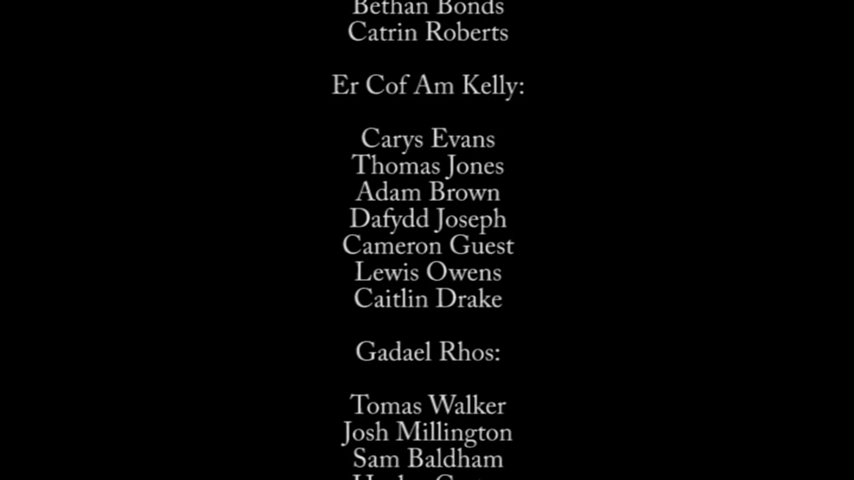 Bethan Bonds
Catrin Roberts
Er Cof Am Kelly:
Carys Evans
Thomas Jones
Adam Brown
Dafydd Joseph
Cameron Guest
Lewis Owens
Caitlin Drake
Gadael Rhos:
Tomas Walker
Josh Millington
Sam Baldham